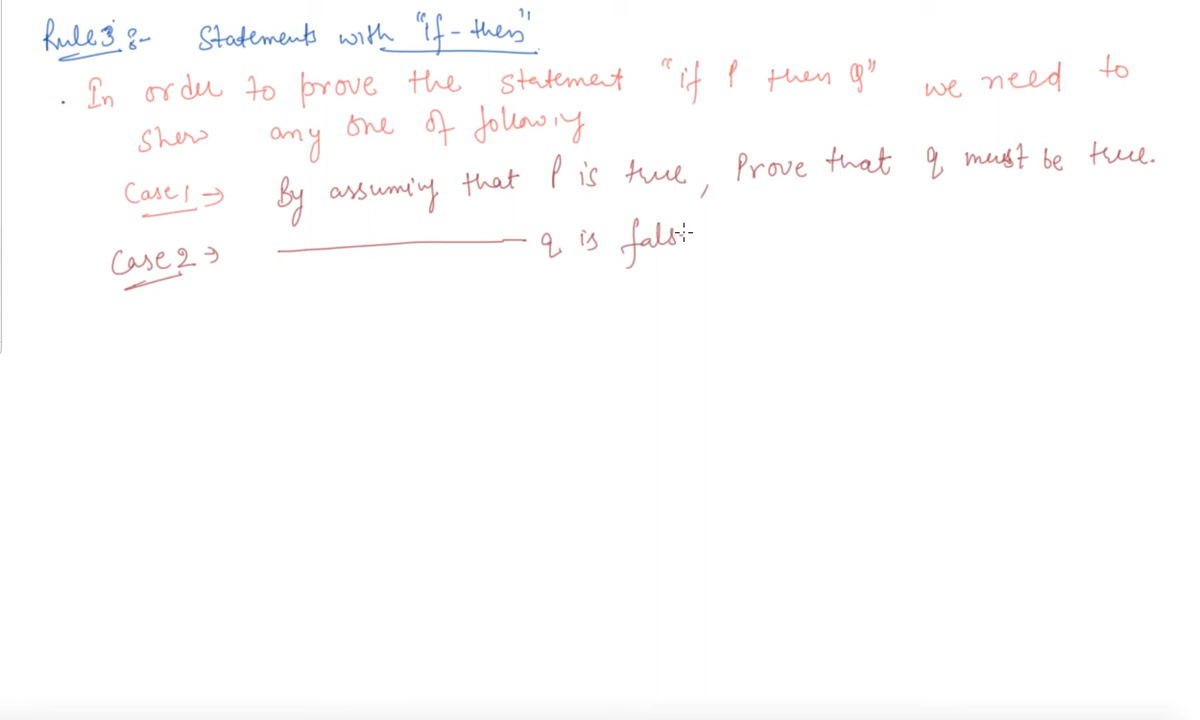 Rule 3 :- Statements with "if - then"
. In order to prove the statement "if p then q" we need to
show any one of following
Case 1 → By assuming that p is true, Prove that q must be true.
Case 2 → ———— q is fals